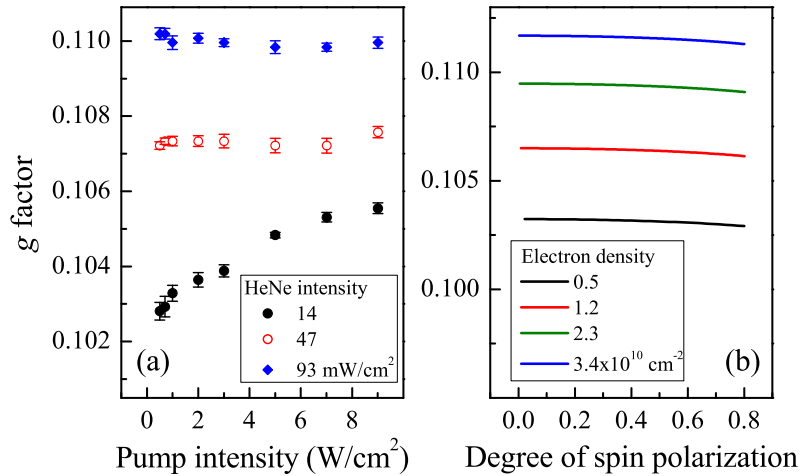 0.110
0.108
0.106
0.104
0.102
g factor
HeNe intensity
14
47
93 mW/cm²
(a)
0 2 4 6 8
Pump intensity (W/cm²)
0.110
0.105
0.100
Electron density
0.5
1.2
2.3
3.4x10¹⁰ cm⁻²
(b)
0.0 0.2 0.4 0.6 0.8
Degree of spin polarization